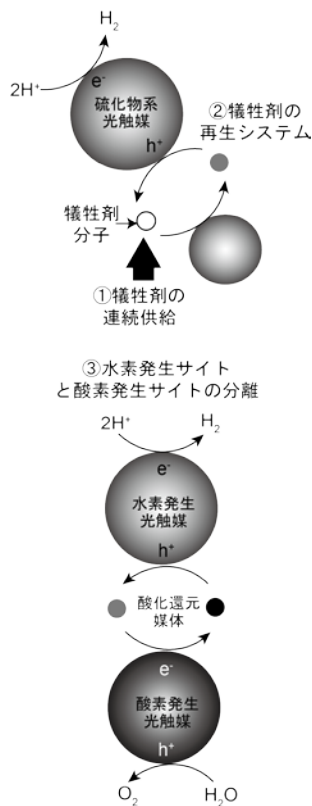 H₂
2H⁺
e⁻
硫化物系
光触媒
h⁺
②犠牲剤の
再生システム
犠牲剤
分子
①犠牲剤の
連続供給
③水素発生サイト
と酸素発生サイトの分離
2H⁺
H₂
e⁻
水素発生
光触媒
h⁺
酸化還元
媒体
e⁻
酸素発生
光触媒
h⁺
O₂
H₂O